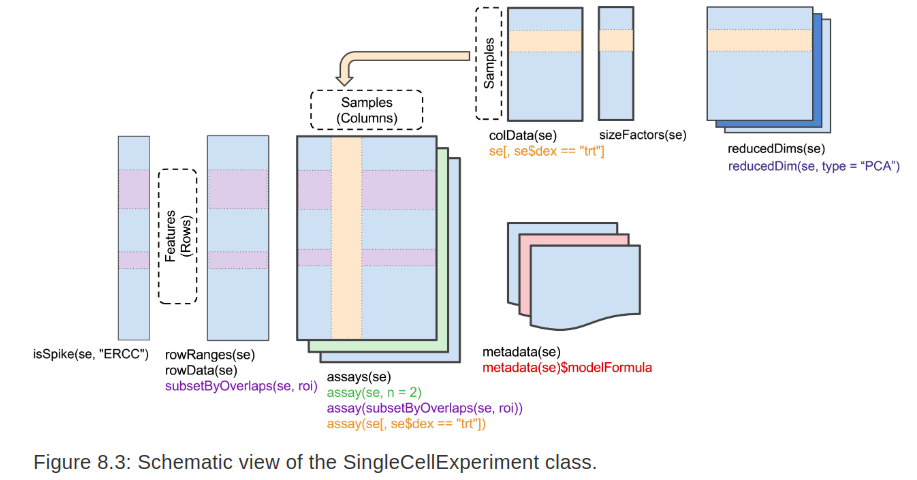 Samples
Samples
(Columns)
colData(se)
se[, se$dex == "trt"]
sizeFactors(se)
reducedDims(se)
reducedDim(se, type = “PCA”)
Features
(Rows)
isSpike(se, "ERCC")
rowRanges(se)
rowData(se)
subsetByOverlaps(se, roi)
assays(se)
assay(se, n = 2)
assay(subsetByOverlaps(se, roi))
assay(se[, se$dex == "trt"])
metadata(se)
metadata(se)$modelFormula
Figure 8.3: Schematic view of the SingleCellExperiment class.